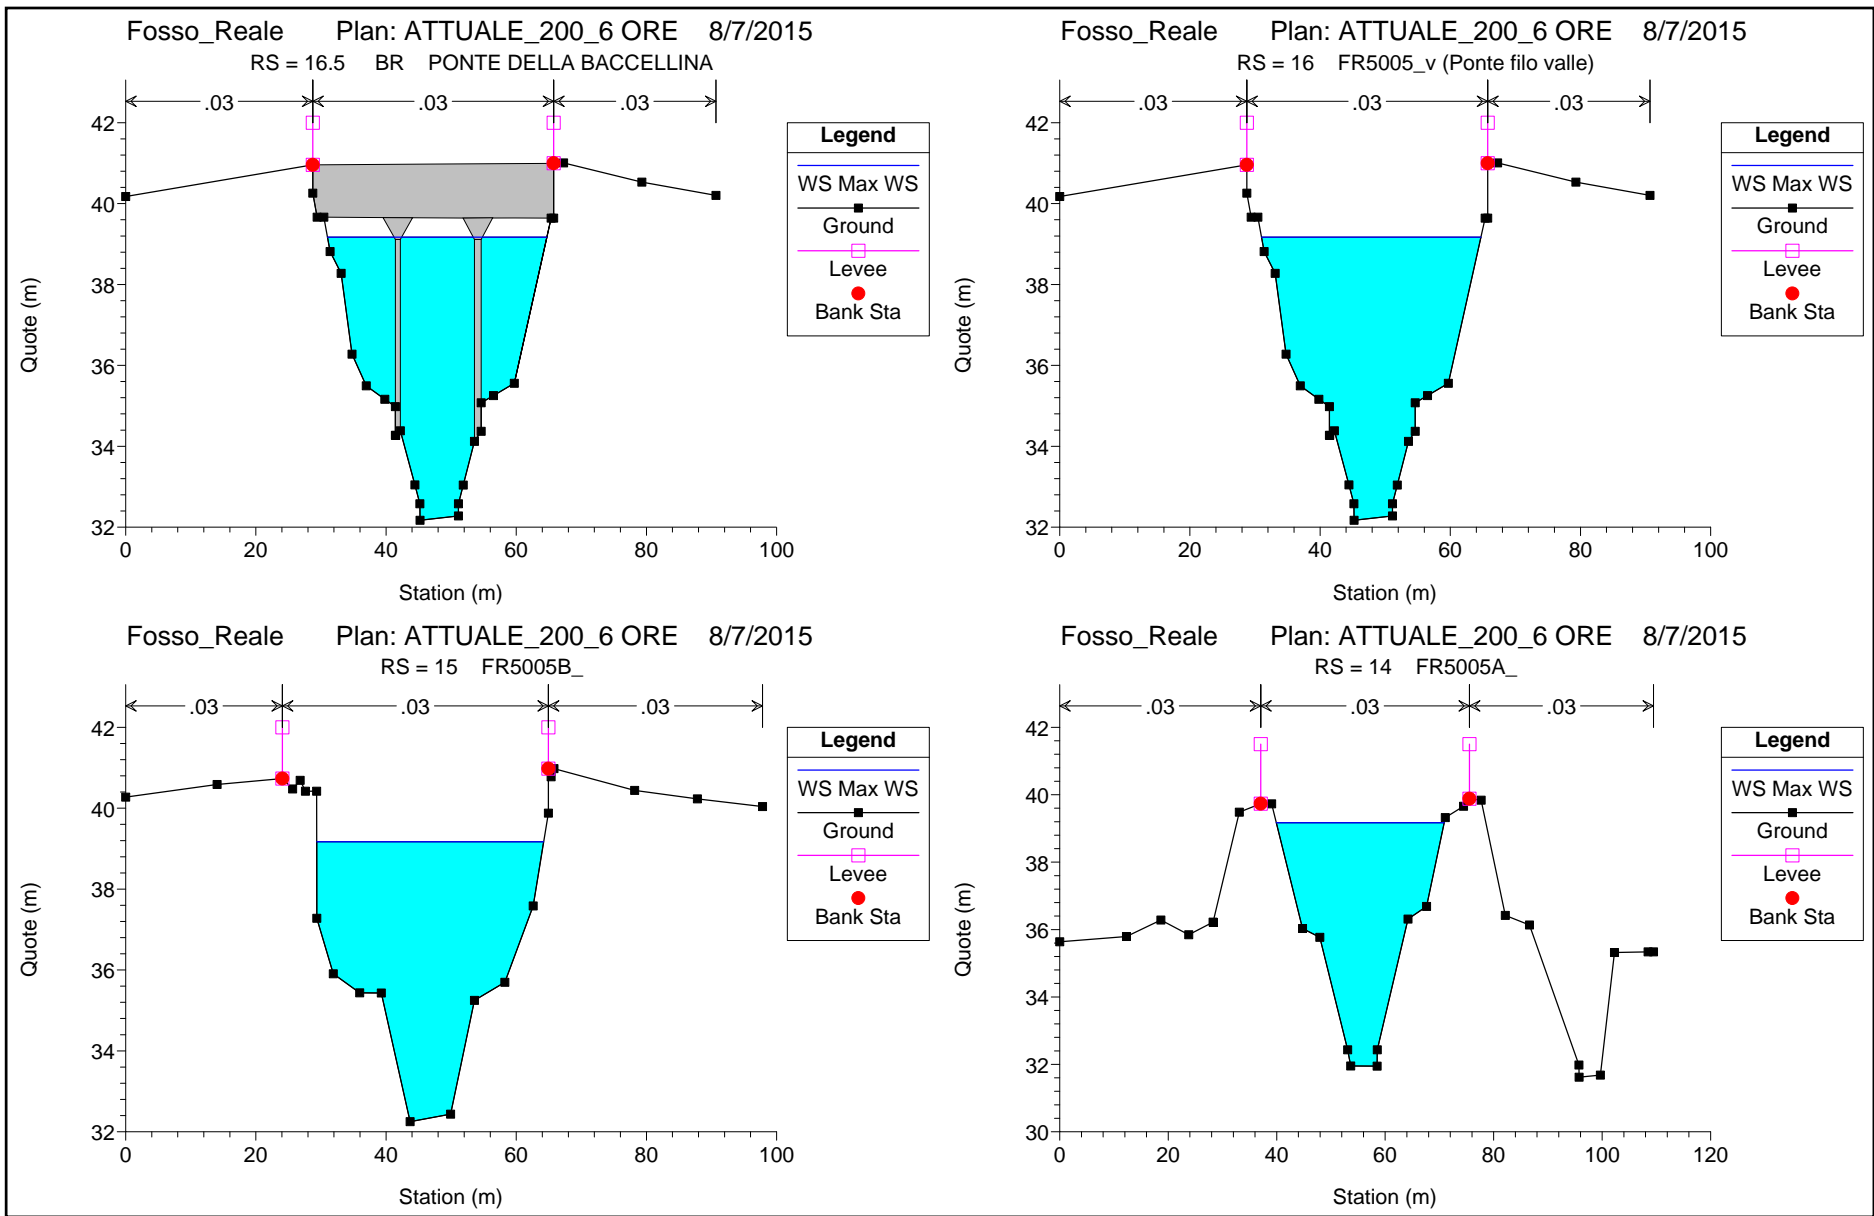 Fosso_Reale Plan: ATTUALE_200_6 ORE 8/7/2015
RS = 16.5 BR PONTE DELLA BACCELLINA
.03 .03 .03
42
40
38
36
34
32
0 20 40 60 80 100
Station (m)
Quote (m)
Legend
WS Max WS
Ground
Levee
Bank Sta
Fosso_Reale Plan: ATTUALE_200_6 ORE 8/7/2015
RS = 16 FR5005_v (Ponte filo valle)
.03 .03 .03
42
40
38
36
34
32
0 20 40 60 80 100
Station (m)
Quote (m)
Legend
WS Max WS
Ground
Levee
Bank Sta
Fosso_Reale Plan: ATTUALE_200_6 ORE 8/7/2015
RS = 15 FR5005B_
.03 .03 .03
42
40
38
36
34
32
0 20 40 60 80 100
Station (m)
Quote (m)
Legend
WS Max WS
Ground
Levee
Bank Sta
Fosso_Reale Plan: ATTUALE_200_6 ORE 8/7/2015
RS = 14 FR5005A_
.03 .03 .03
42
40
38
36
34
32
30
0 20 40 60 80 100 120
Station (m)
Quote (m)
Legend
WS Max WS
Ground
Levee
Bank Sta